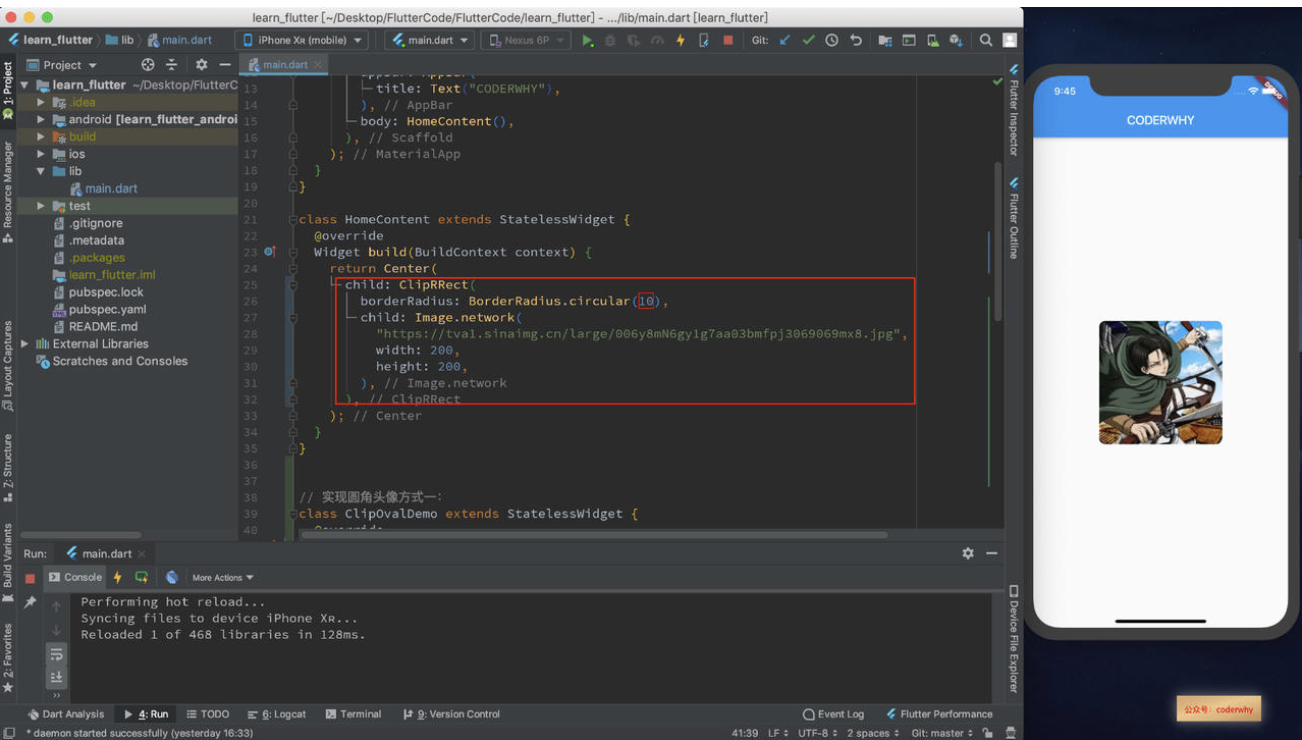 learn_flutter [~/Desktop/FlutterCode/FlutterCode/learn_flutter] - .../lib/main.dart [learn_flutter]
learn_flutter lib main.dart iPhone Xʀ (mobile) main.dart Nexus 6P Git:
Project
main.dart
1: Project
Resource Manager
Layout Captures
Z: Structure
Build Variants
2: Favorites
learn_flutter ~/Desktop/FlutterC
.idea
android [learn_flutter_androi
build
ios
lib
main.dart
test
.gitignore
.metadata
.packages
learn_flutter.iml
pubspec.lock
pubspec.yaml
README.md
External Libraries
Scratches and Consoles
13 title: Text("CODERWHY"),
14 ), // AppBar
15 body: HomeContent(),
16 ), // Scaffold
17 ); // MaterialApp
18 }
19 }
20
21 class HomeContent extends StatelessWidget {
22 @override
23 Widget build(BuildContext context) {
24 return Center(
25 child: ClipRRect(
26 borderRadius: BorderRadius.circular(10),
27 child: Image.network(
28 "https://tva1.sinaimg.cn/large/006y8mN6gy1g7aa03bmfpj3069069mx8.jpg",
29 width: 200,
30 height: 200,
31 ), // Image.network
32 ), // ClipRRect
33 ); // Center
34 }
35 }
36
37
38 // 实现圆角头像方式一：
39 class ClipOvalDemo extends StatelessWidget {
40
Flutter Inspector
Flutter Outline
Device File Explorer
Run: main.dart
Console More Actions
Performing hot reload...
Syncing files to device iPhone Xʀ...
Reloaded 1 of 468 libraries in 128ms.
Dart Analysis 4: Run TODO 6: Logcat Terminal 9: Version Control Event Log Flutter Performance
* daemon started successfully (yesterday 16:33) 41:39 LF UTF-8 2 spaces Git: master
9:45
CODERWHY
公众号：coderwhy